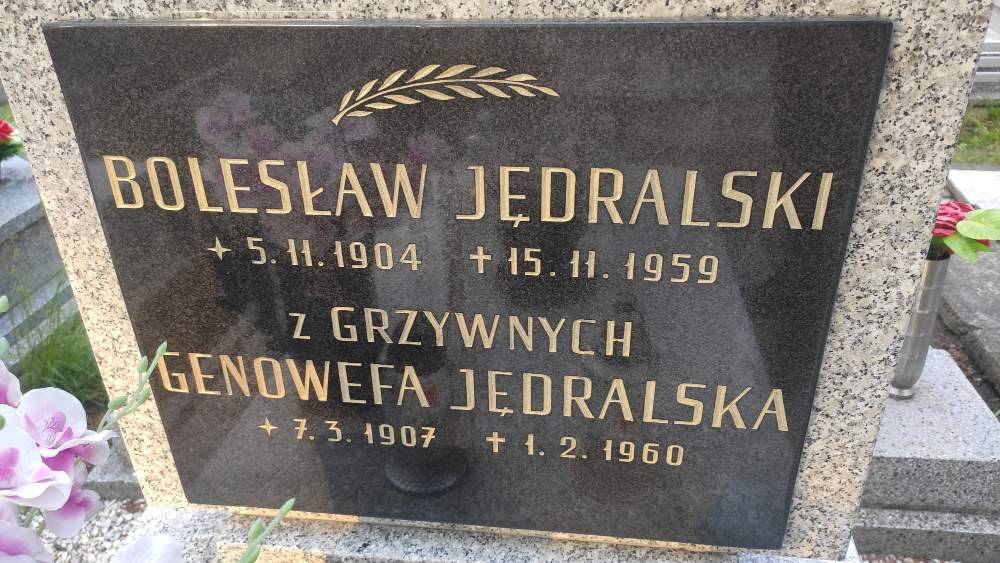 BOLESŁAW JĘDRALSKI
✦ 5.11.1904 ✝ 15.11.1959
Z GRZYWNYCH
GENOWEFA JĘDRALSKA
✦ 7.3.1907 ✝ 1.2.1960